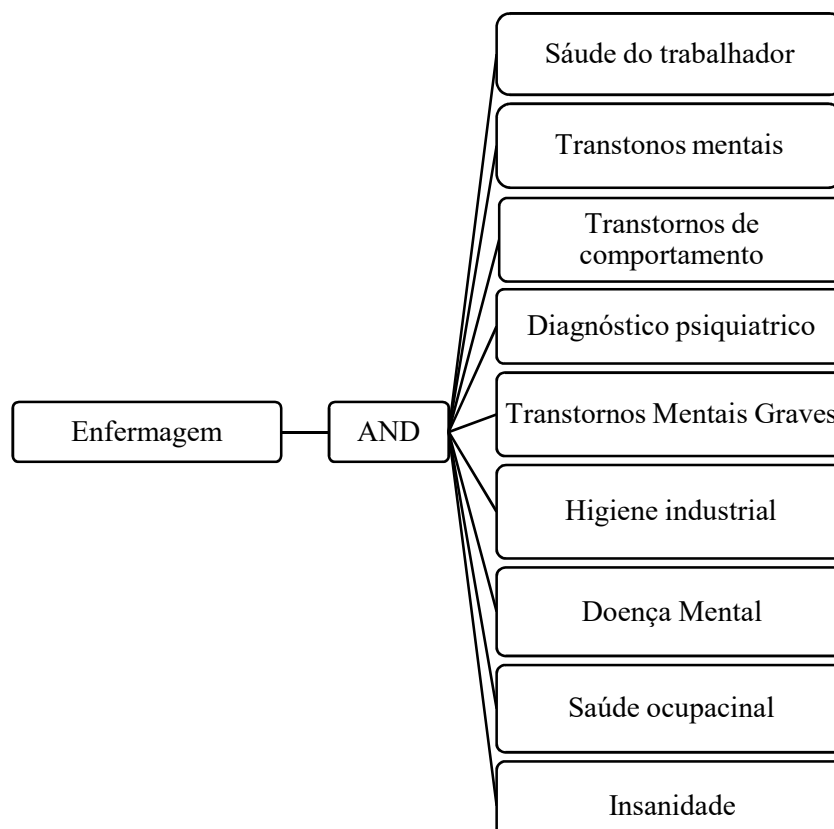 Sáude do trabalhador
Transtonos mentais
Transtornos de
comportamento
Diagnóstico psiquiatrico
Enfermagem
AND
Transtornos Mentais Graves
Higiene industrial
Doença Mental
Saúde ocupacinal
Insanidade